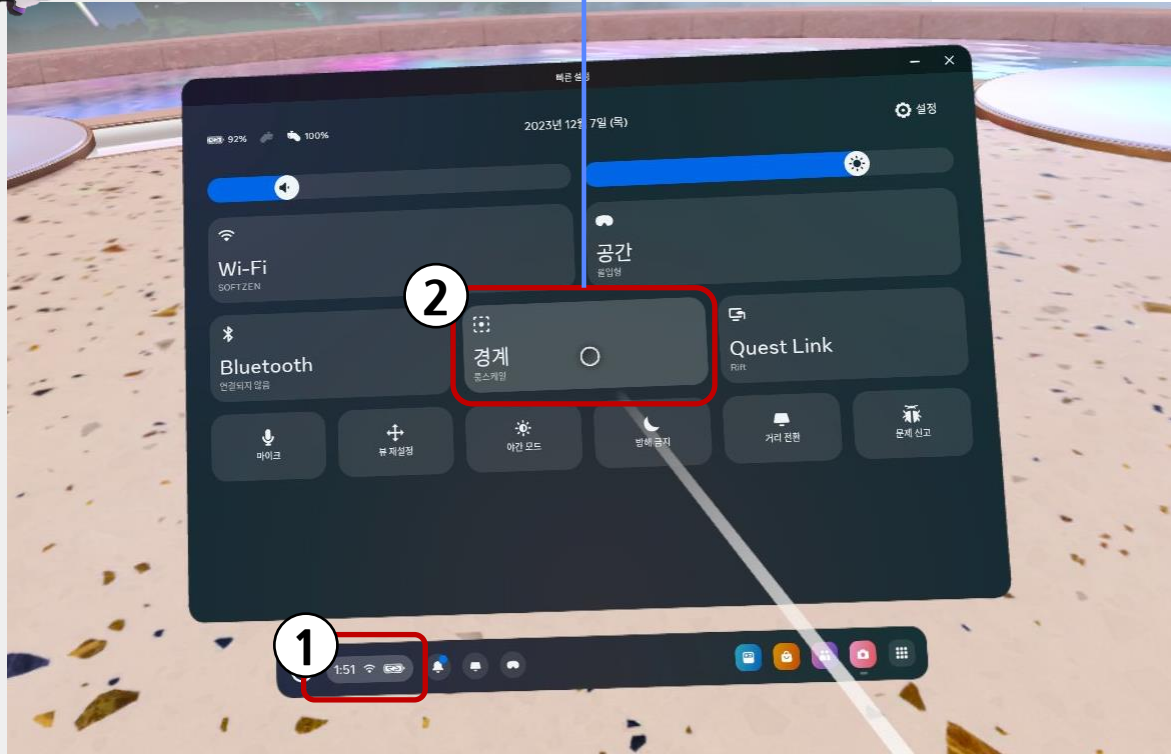 빠른 설정
92% 100%
2023년 12월 7일 (목)
설정
Wi-Fi
SOFTZEN
공간
몰입형
2
Bluetooth
연결되지 않음
경계
룸스케일
Quest Link
Rift
마이크
뷰 재설정
야간 모드
방해 금지
거리 전환
문제 신고
1
1:51